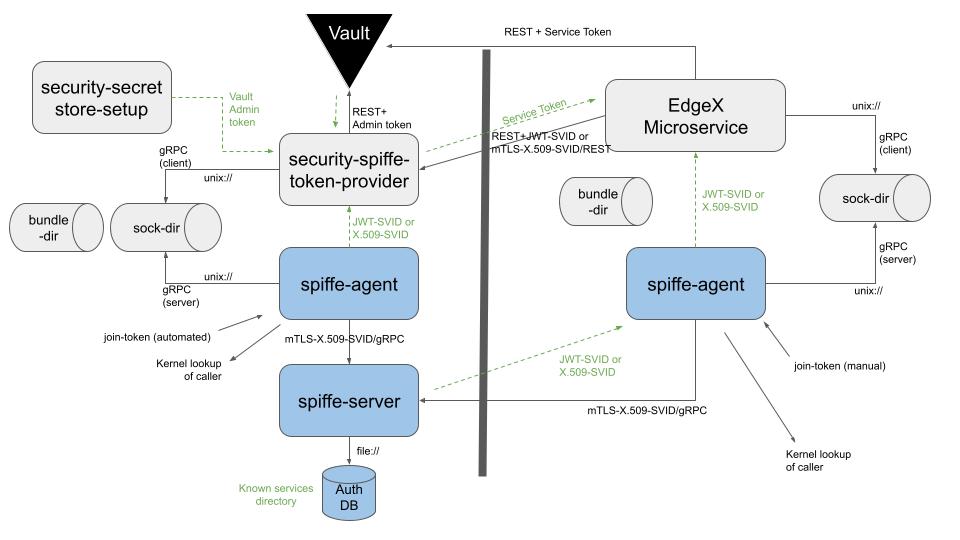 Vault
REST + Service Token
security-secret
store-setup
Vault
Admin
token
REST+
Admin token
Service Token
EdgeX
Microservice
unix://
gRPC
(client)
REST+JWT-SVID or
mTLS-X.509-SVID/REST
security-spiffe-
token-provider
gRPC
(client)
unix://
sock-dir
bundle
-dir
JWT-SVID or
X.509-SVID
bundle
-dir
sock-dir
JWT-SVID or
X.509-SVID
gRPC
(server)
unix://
spiffe-agent
unix://
gRPC
(server)
spiffe-agent
join-token (automated)
mTLS-X.509-SVID/gRPC
Kernel lookup
of caller
JWT-SVID or
X.509-SVID
join-token (manual)
spiffe-server
mTLS-X.509-SVID/gRPC
file://
Kernel lookup
of caller
Known services
directory
Auth
DB